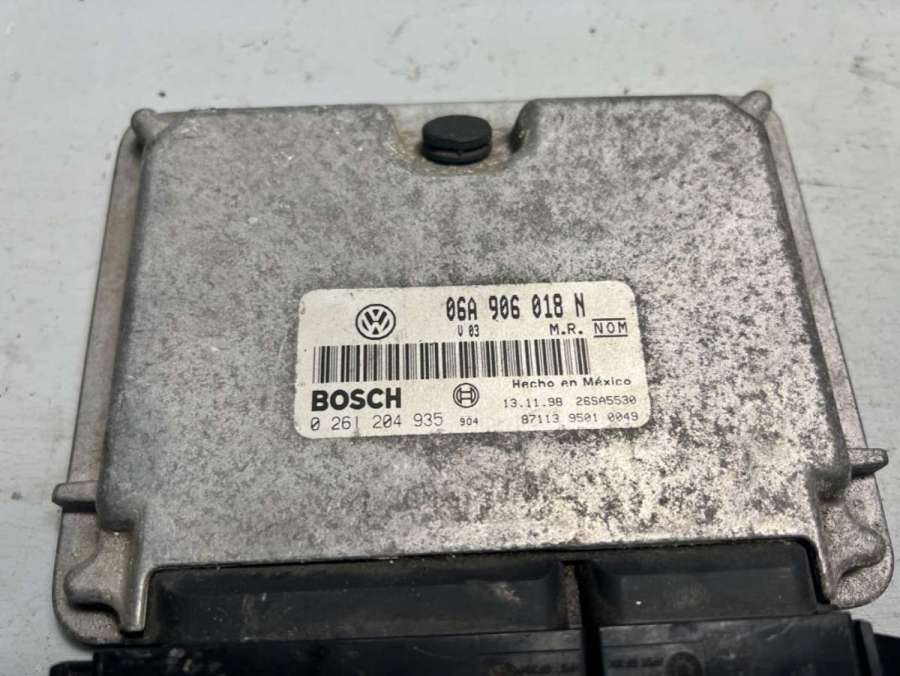 06A 906 018 N
V 03 M.R. NOM
Hecho en México
BOSCH 13.11.98 26SA5530
0 261 204 935 904 87113 9501 0049